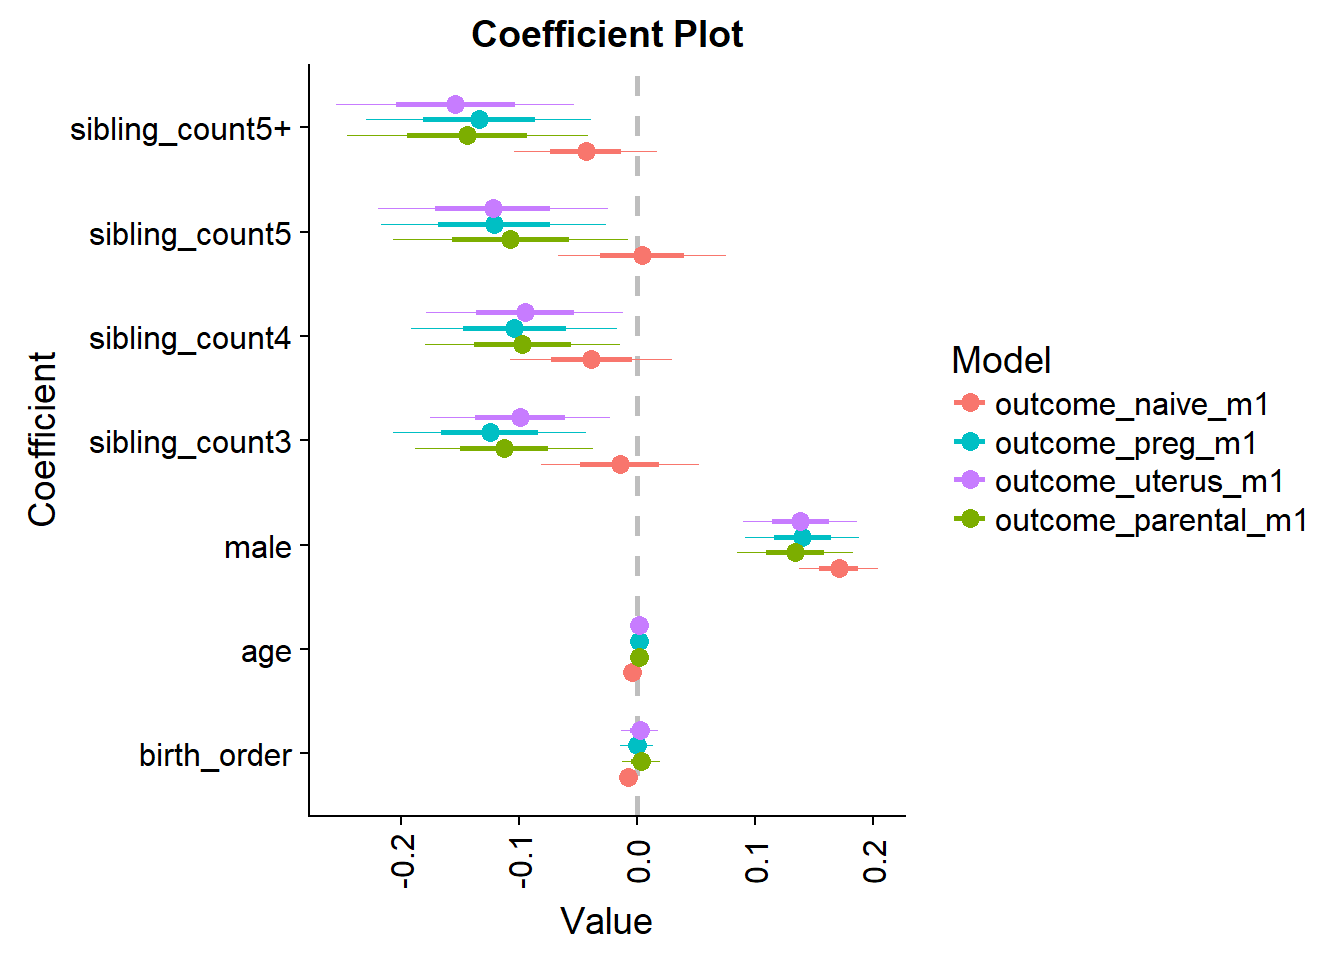 Coefficient Plot
sibling_count5+
sibling_count5
sibling_count4
sibling_count3
male
age
birth_order
Coefficient
-0.2
-0.1
0.0
0.1
0.2
Value
Model
outcome_naive_m1
outcome_preg_m1
outcome_uterus_m1
outcome_parental_m1